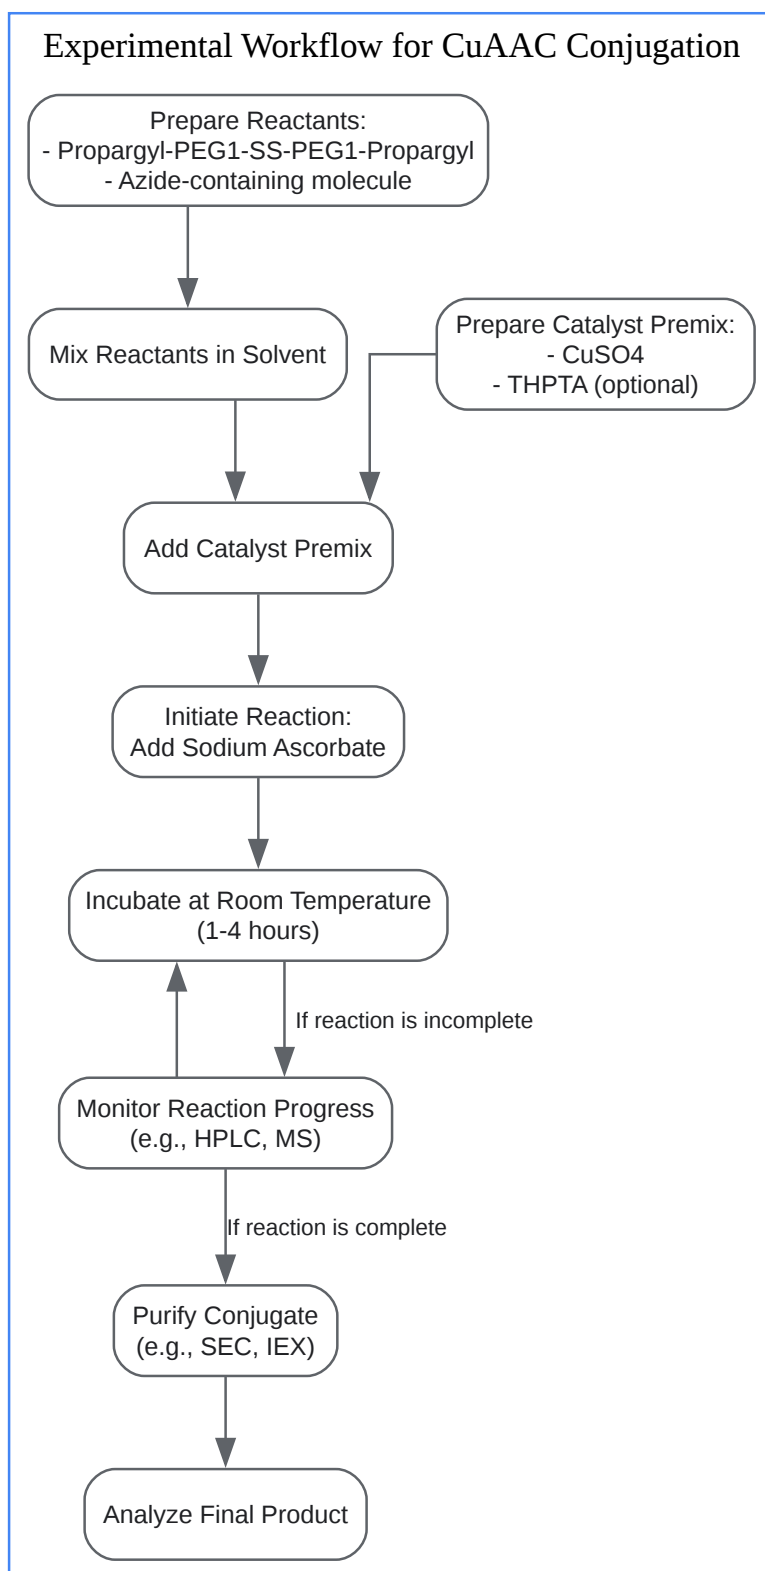 Experimental Workflow for CuAAC Conjugation
Prepare Reactants:
- Propargyl-PEG1-SS-PEG1-Propargyl
- Azide-containing molecule
Mix Reactants in Solvent
Prepare Catalyst Premix:
- CuSO4
- THPTA (optional)
Add Catalyst Premix
Initiate Reaction:
Add Sodium Ascorbate
Incubate at Room Temperature
(1-4 hours)
If reaction is incomplete
Monitor Reaction Progress
(e.g., HPLC, MS)
If reaction is complete
Purify Conjugate
(e.g., SEC, IEX)
Analyze Final Product